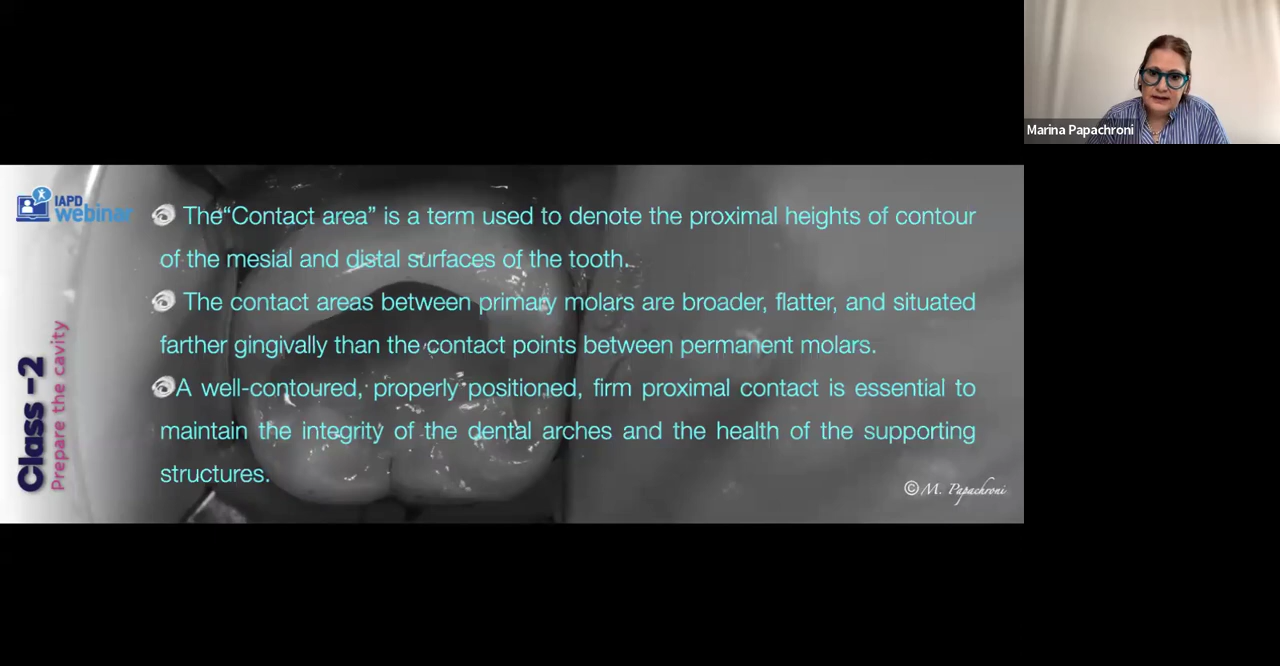 Marina Papachroni
IAPD
webinar
The“Contact area” is a term used to denote the proximal heights of contour
of the mesial and distal surfaces of the tooth.
The contact areas between primary molars are broader, flatter, and situated
farther gingivally than the contact points between permanent molars.
A well-contoured, properly positioned, firm proximal contact is essential to
maintain the integrity of the dental arches and the health of the supporting
structures.
Class -2
Prepare the cavity
© M. Papachroni